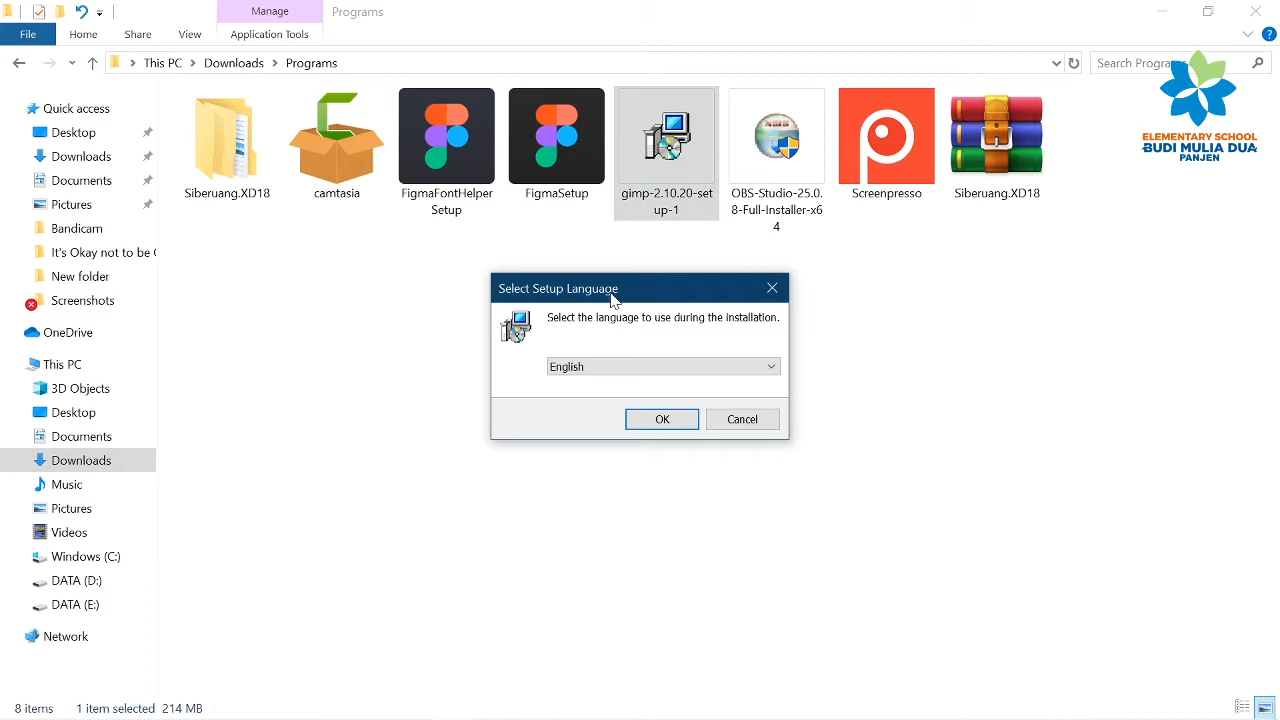 Manage
Programs
File
Home
Share
View
Application Tools
This PC
Downloads
Programs
Search
ELEMENTARY SCHOOL
BUDI MULIA DUA
PANJEN
Quick access
Desktop
Downloads
Documents
Pictures
Bandicam
It's Okay not to be
New folder
Screenshots
OneDrive
This PC
3D Objects
Desktop
Documents
Downloads
Music
Pictures
Videos
Windows (C:)
DATA (D:)
DATA (E:)
Network
Siberuang.XD18
camtasia
FigmaFontHelper
Setup
FigmaSetup
gimp-2.10.20-set
up-1
NSIS
OBS-Studio-25.0.
8-Full-Installer-x6
4
Screenpresso
Siberuang.XD18
Select Setup Language
Select the language to use during the installation.
English
OK
Cancel
8 items
1 item selected
214 MB